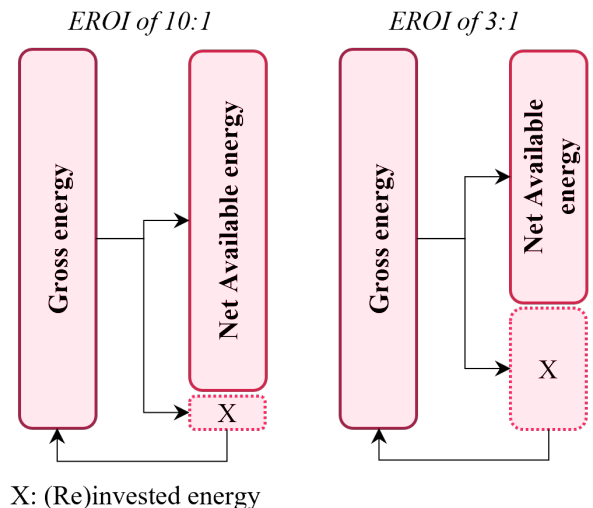 EROI of 10:1
Gross energy
Net Available energy
X
EROI of 3:1
Gross energy
Net Available
energy
X
X: (Re)invested energy